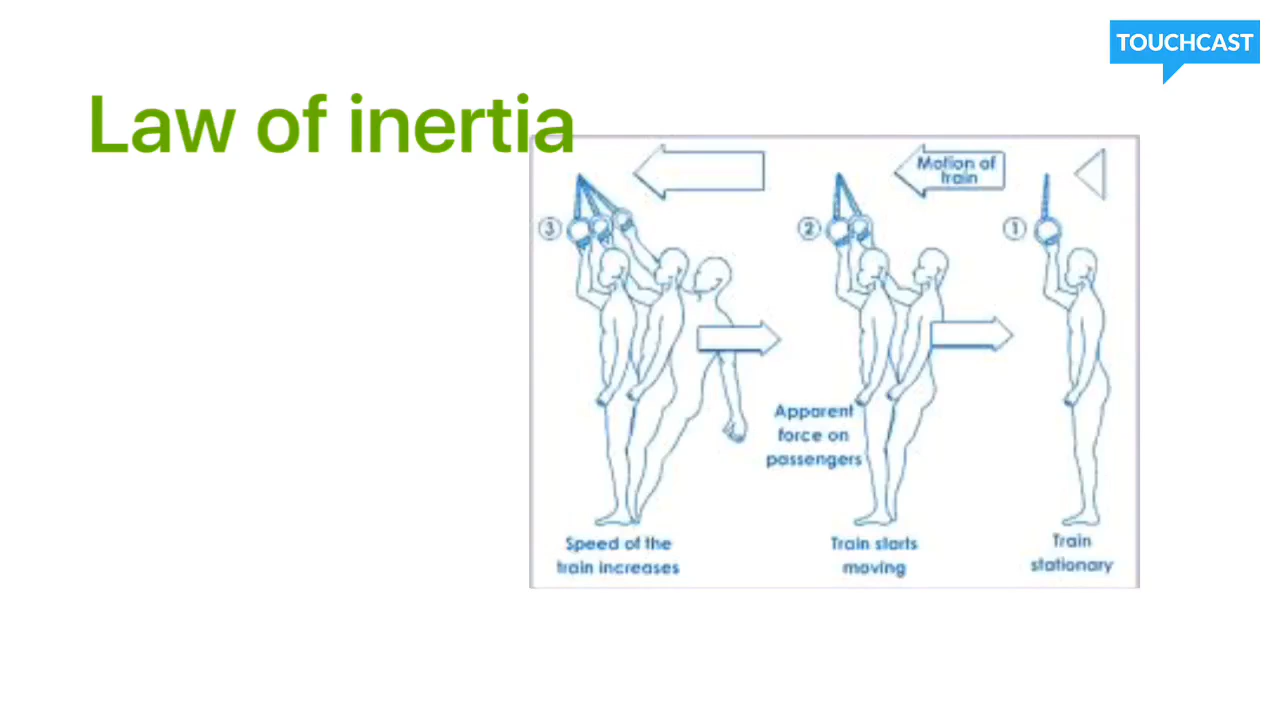 TOUCHCAST
Law of inertia
Motion of
train
③
②
①
Apparent
force on
passengers
Speed of the
train increases
Train starts
moving
Train
stationary